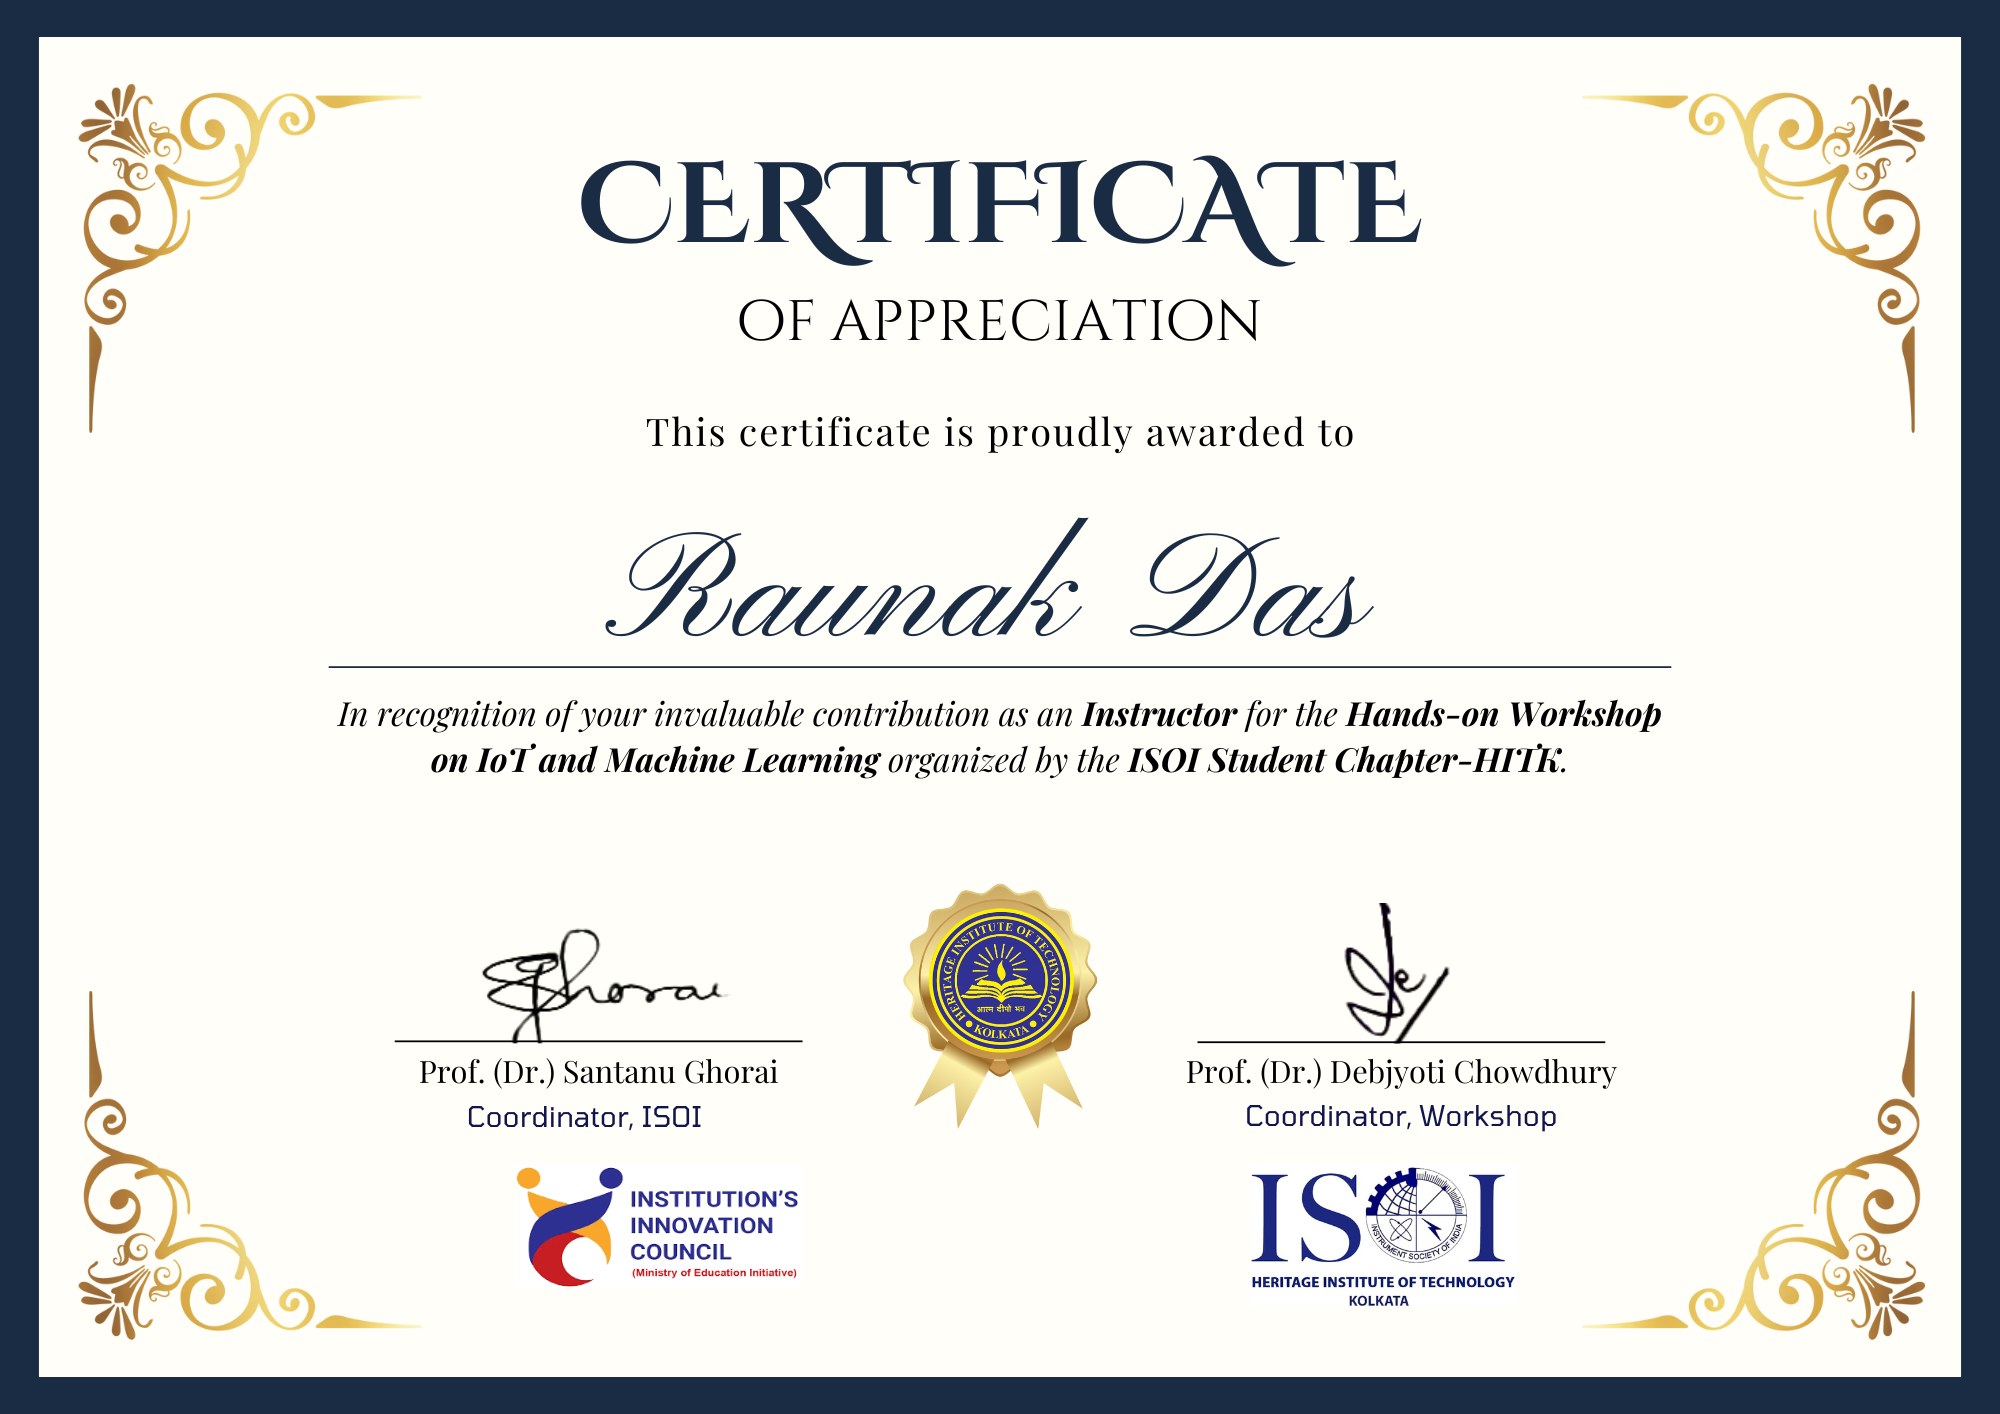 CERTIFICATE
OF APPRECIATION
This certificate is proudly awarded to
Raunak Das
In recognition of your invaluable contribution as an Instructor for the Hands-on Workshop
on IoT and Machine Learning organized by the ISOI Student Chapter-HITK.
Ghorai
HERITAGE INSTITUTE OF TECHNOLOGY
आत्म दीपो भव
KOLKATA
Prof. (Dr.) Santanu Ghorai
Coordinator, ISOI
Prof. (Dr.) Debjyoti Chowdhury
Coordinator, Workshop
INSTITUTION'S
INNOVATION
COUNCIL
(Ministry of Education Initiative)
ISOI
INSTRUMENT SOCIETY OF INDIA
HERITAGE INSTITUTE OF TECHNOLOGY
KOLKATA